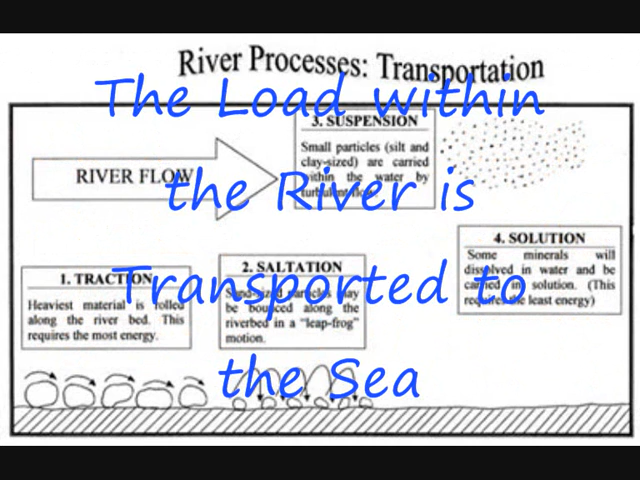 River Processes: Transportation
The Load within
the River is
Transported to
the Sea
RIVER FLOW
3. SUSPENSION
Small particles (silt and
clay-sized) are carried
within the water by
4. SOLUTION
Some minerals will
dissolved in water and be
carried in solution. (This
requires the least energy)
1. TRACTION
Heaviest material is rolled
along the river bed. This
requires the most energy.
2. SALTATION
may
be bounced along the
riverbed in a "leap-frog"
motion.